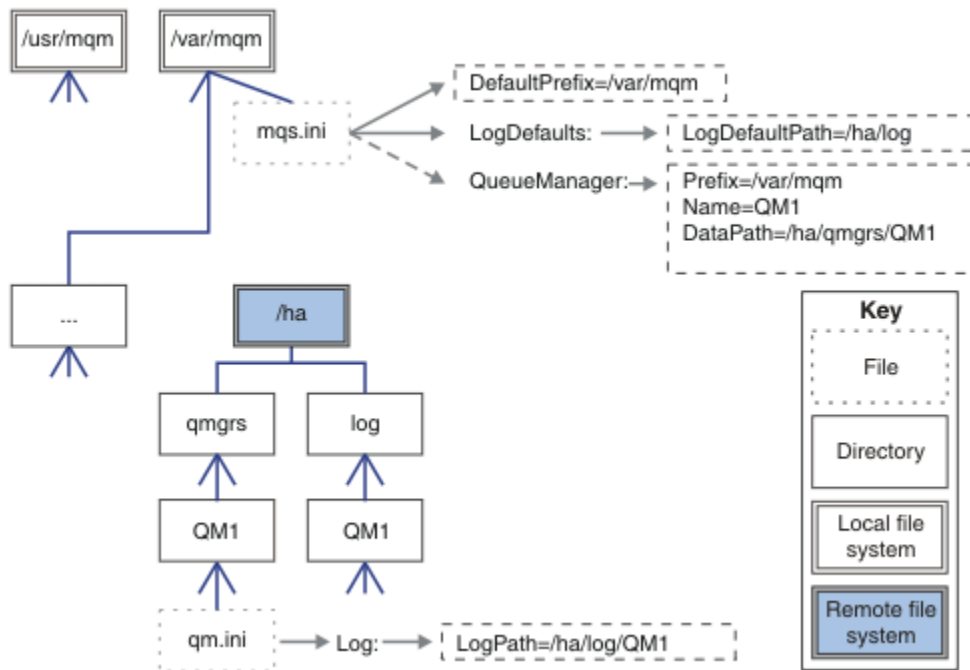 /usr/mqm
/var/mqm
DefaultPrefix=/var/mqm
mqs.ini
LogDefaults:
LogDefaultPath=/ha/log
QueueManager:
Prefix=/var/mqm
Name=QM1
DataPath=/ha/qmgrs/QM1
...
/ha
Key
File
qmgrs
log
Directory
QM1
QM1
Local file
system
qm.ini
Log:
LogPath=/ha/log/QM1
Remote file
system